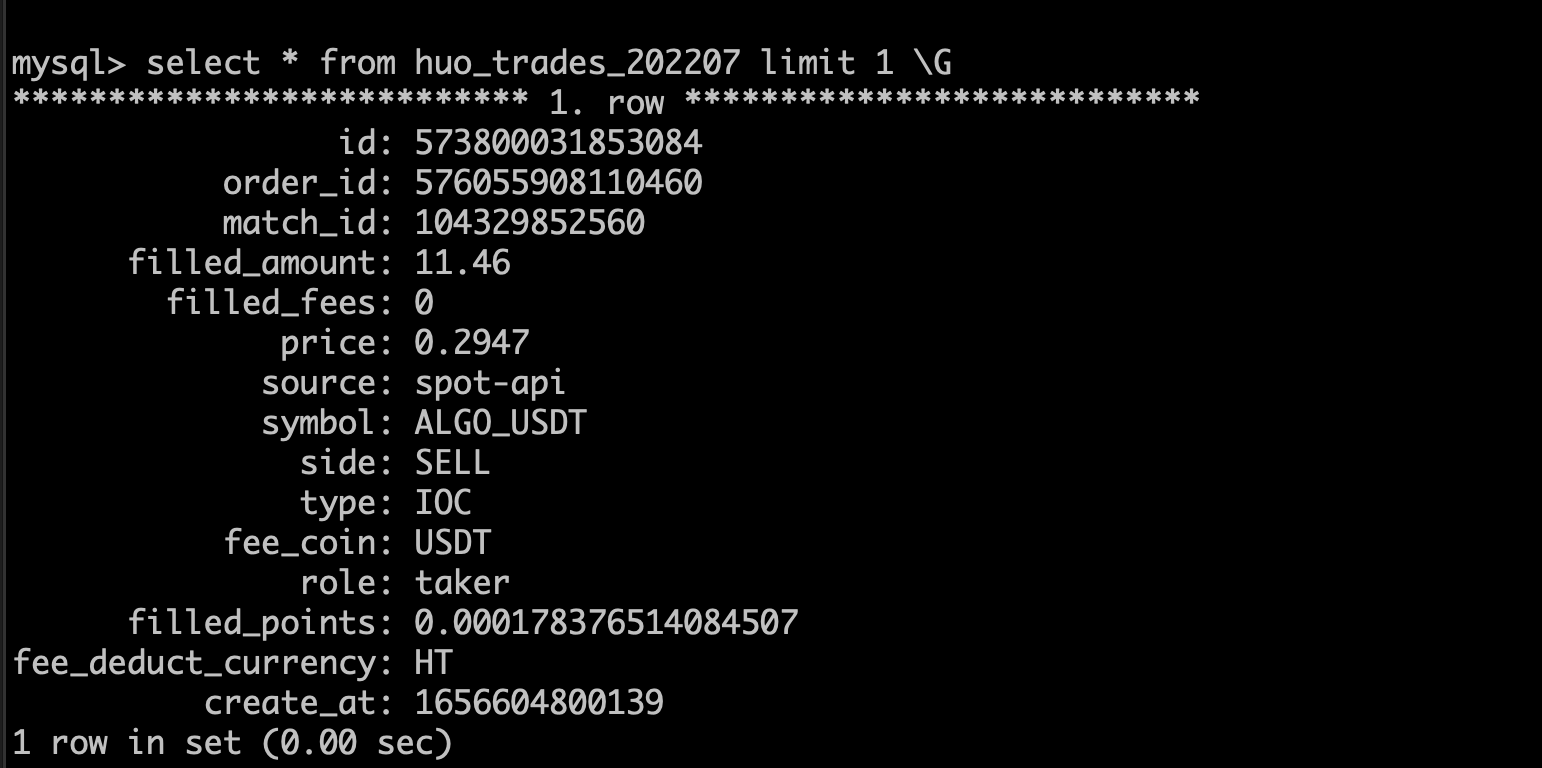 mysql> select * from huo_trades_202207 limit 1 \G
*************************** 1. row ***************************
id: 573800031853084
order_id: 576055908110460
match_id: 104329852560
filled_amount: 11.46
filled_fees: 0
price: 0.2947
source: spot-api
symbol: ALGO_USDT
side: SELL
type: IOC
fee_coin: USDT
role: taker
filled_points: 0.000178376514084507
fee_deduct_currency: HT
create_at: 1656604800139
1 row in set (0.00 sec)